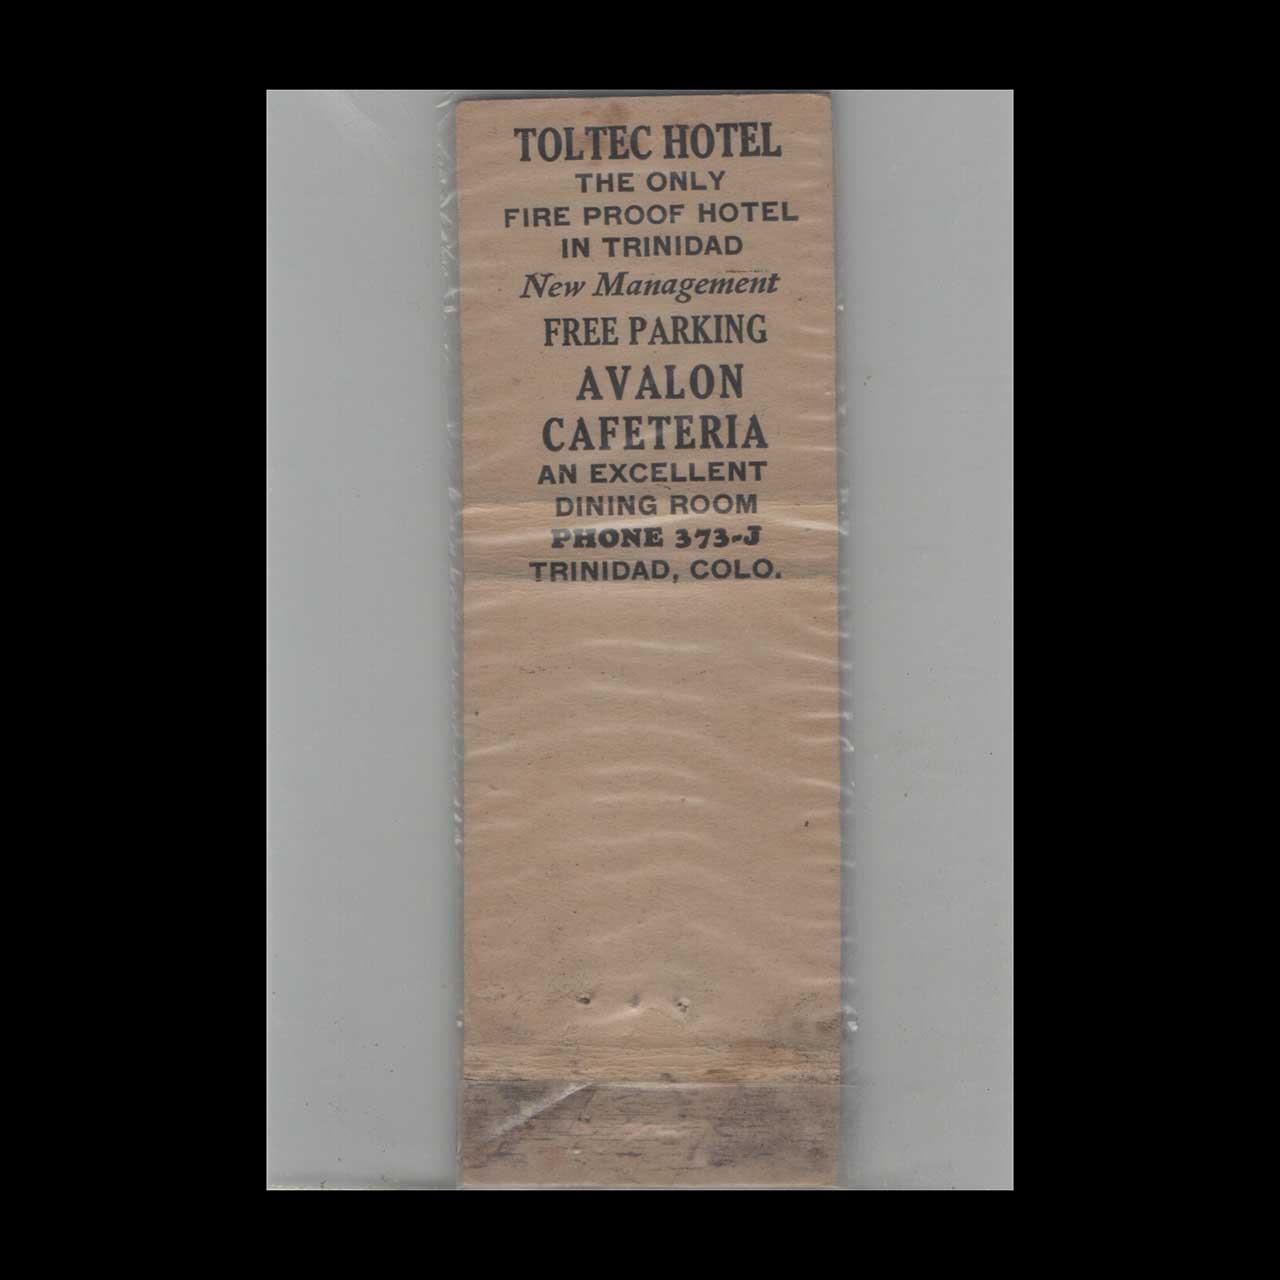 TOLTEC HOTEL
THE ONLY
FIRE PROOF HOTEL
IN TRINIDAD
New Management
FREE PARKING
AVALON
CAFETERIA
AN EXCELLENT
DINING ROOM
PHONE 373-J
TRINIDAD, COLO.